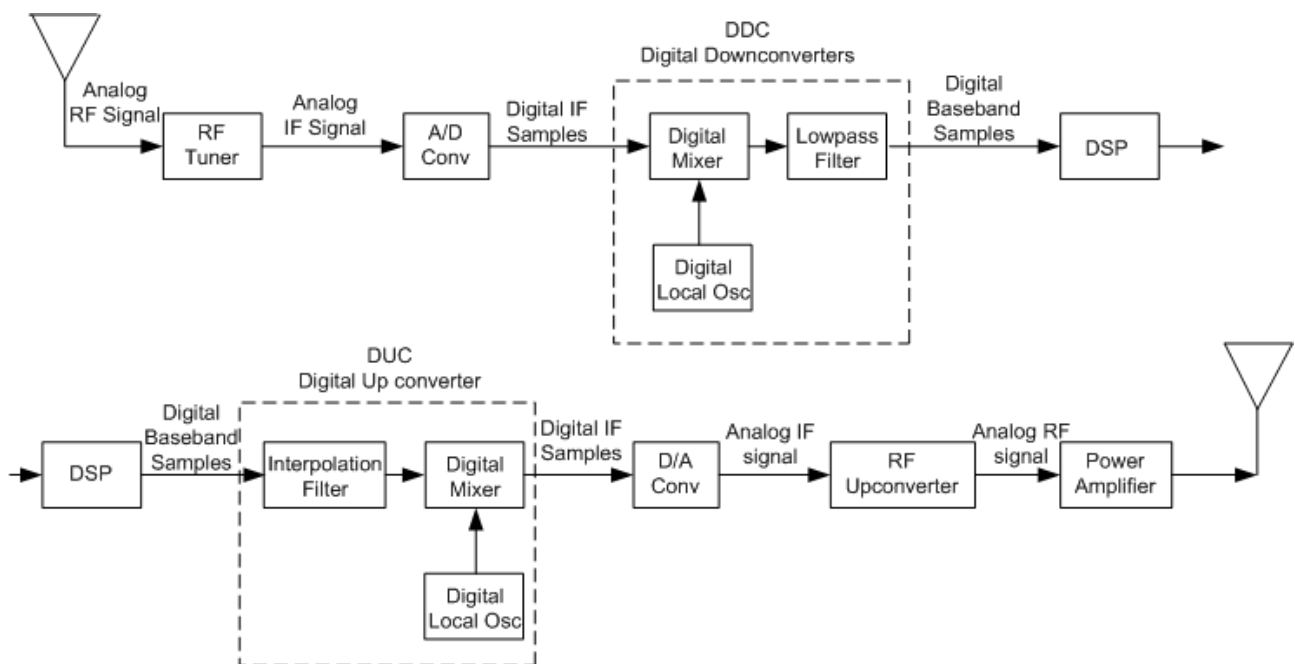 DDC
Digital Downconverters
Analog
RF Signal
RF
Tuner
Analog
IF Signal
A/D
Conv
Digital IF
Samples
Digital
Mixer
Lowpass
Filter
Digital
Baseband
Samples
DSP
Digital
Local Osc
DUC
Digital Up converter
DSP
Digital
Baseband
Samples
Interpolation
Filter
Digital
Mixer
Digital IF
Samples
D/A
Conv
Analog IF
signal
RF
Upconverter
Analog RF
signal
Power
Amplifier
Digital
Local Osc